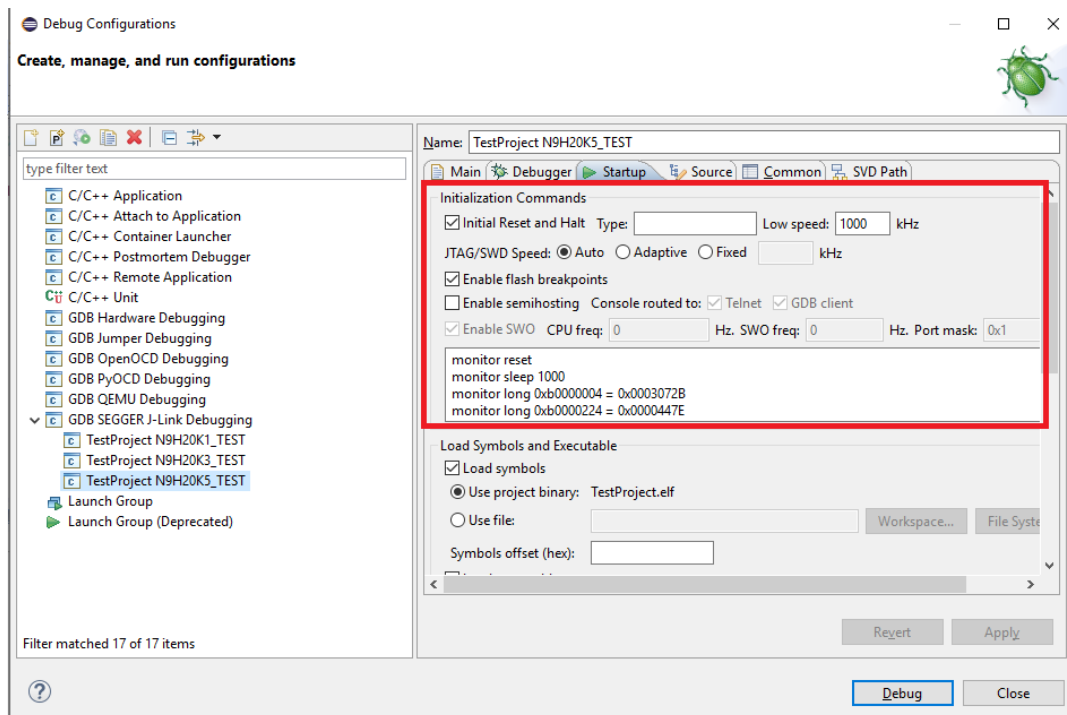 Debug Configurations
Create, manage, and run configurations
type filter text
C/C++ Application
C/C++ Attach to Application
C/C++ Container Launcher
C/C++ Postmortem Debugger
C/C++ Remote Application
C/C++ Unit
GDB Hardware Debugging
GDB Jumper Debugging
GDB OpenOCD Debugging
GDB PyOCD Debugging
GDB QEMU Debugging
GDB SEGGER J-Link Debugging
TestProject N9H20K1_TEST
TestProject N9H20K3_TEST
TestProject N9H20K5_TEST
Launch Group
Launch Group (Deprecated)
Filter matched 17 of 17 items
Name: TestProject N9H20K5_TEST
Main Debugger Startup Source Common SVD Path
Initialization Commands
Initial Reset and Halt Type: Low speed: 1000 kHz
JTAG/SWD Speed: Auto Adaptive Fixed kHz
Enable flash breakpoints
Enable semihosting Console routed to: Telnet GDB client
Enable SWO CPU freq: 0 Hz. SWO freq: 0 Hz. Port mask: 0x1
monitor reset
monitor sleep 1000
monitor long 0xb0000004 = 0x0003072B
monitor long 0xb0000224 = 0x0000447E
Load Symbols and Executable
Load symbols
Use project binary: TestProject.elf
Use file: Workspace... File Syste
Symbols offset (hex):
Revert Apply
Debug Close